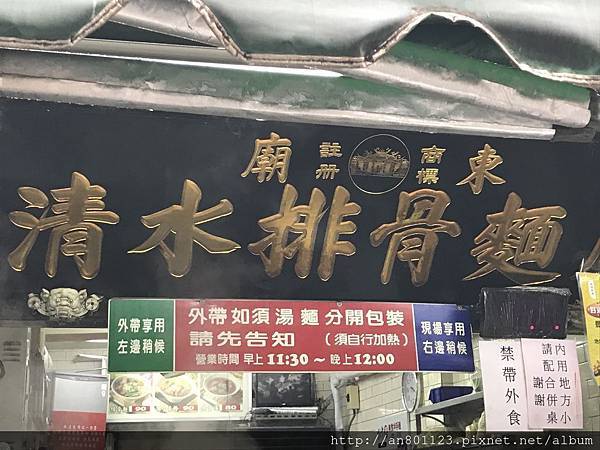 廟 註册 商標 東
清水排骨麵
外帶享用
左邊稍候
外帶如須湯麵分開包裝
請先告知 （須自行加熱）
營業時間 早上 11:30 ~ 晚上 12:00
現場享用
右邊稍候
禁帶外食
內用地方小
請配合併桌
謝謝
90
80
90
http://an801123.pixnet.net/album